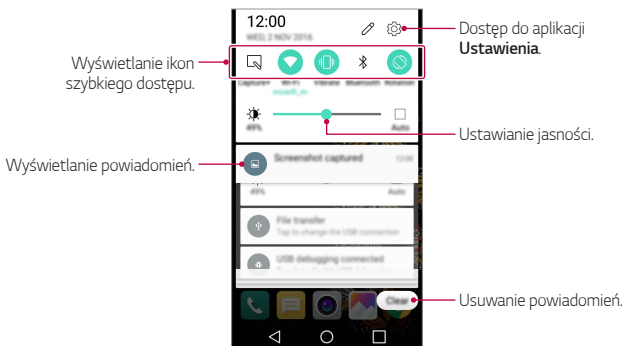 12:00
WED, 2 NOV 2016
Dostęp do aplikacji
Ustawienia.
Wyświetlanie ikon
szybkiego dostępu.
Capture+ Wi-Fi Vibrate Bluetooth Rotation
49% Auto
Ustawianie jasności.
Wyświetlanie powiadomień.
Screenshot captured 12:00
49% Auto
File transfer
Tap to change the USB connection
USB debugging connected
Clear
Usuwanie powiadomień.